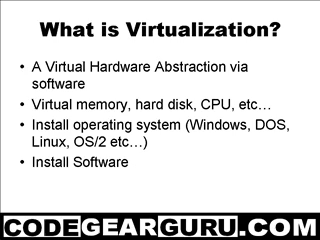 What is Virtualization?
• A Virtual Hardware Abstraction via
software
• Virtual memory, hard disk, CPU, etc…
• Install operating system (Windows, DOS,
Linux, OS/2 etc…)
• Install Software
CODEGEARGURU.COM